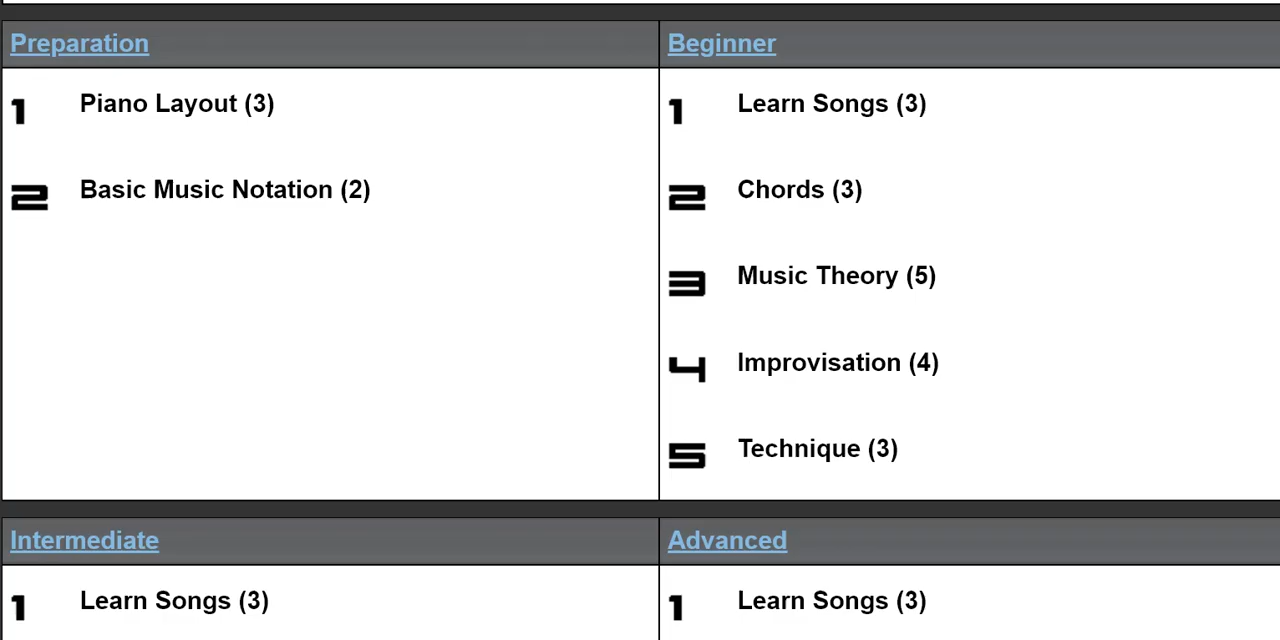 Preparation
1 Piano Layout (3)
2 Basic Music Notation (2)
Beginner
1 Learn Songs (3)
2 Chords (3)
3 Music Theory (5)
4 Improvisation (4)
5 Technique (3)
Intermediate
1 Learn Songs (3)
Advanced
1 Learn Songs (3)